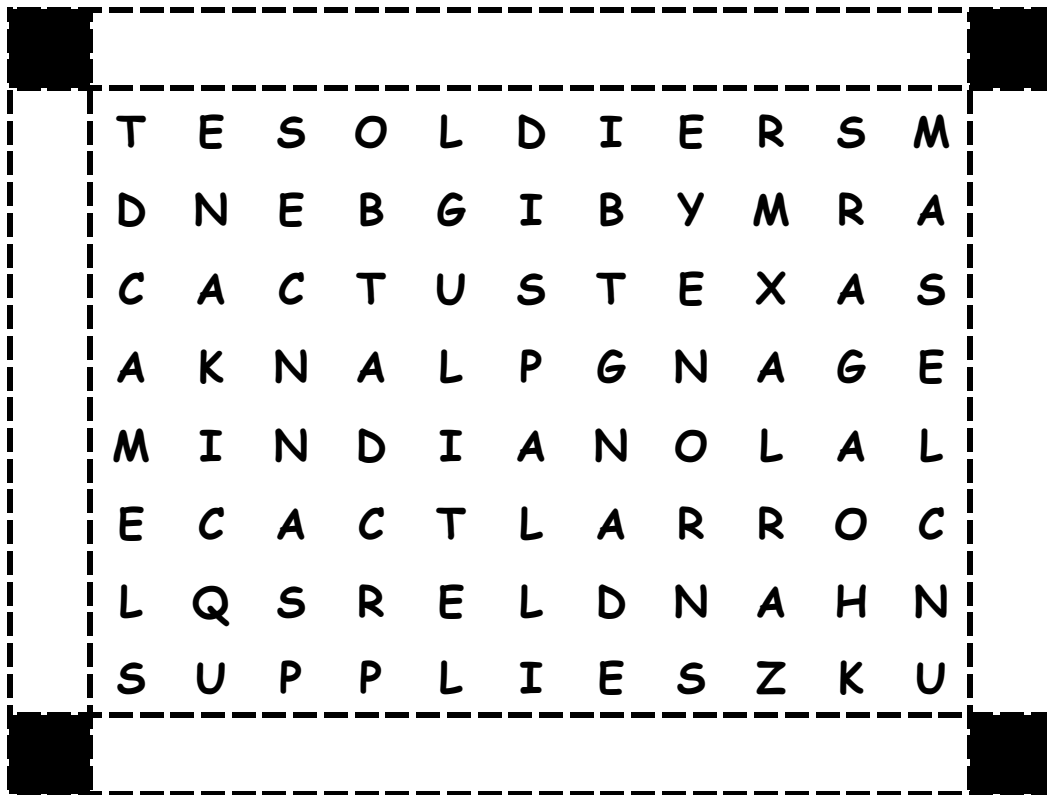 T E S O L D I E R S M
D N E B G I B Y M R A
C A C T U S T E X A S
A K N A L P G N A G E
M I N D I A N O L A L
E C A C T L A R R O C
L Q S R E L D N A H N
S U P P L I E S Z K U